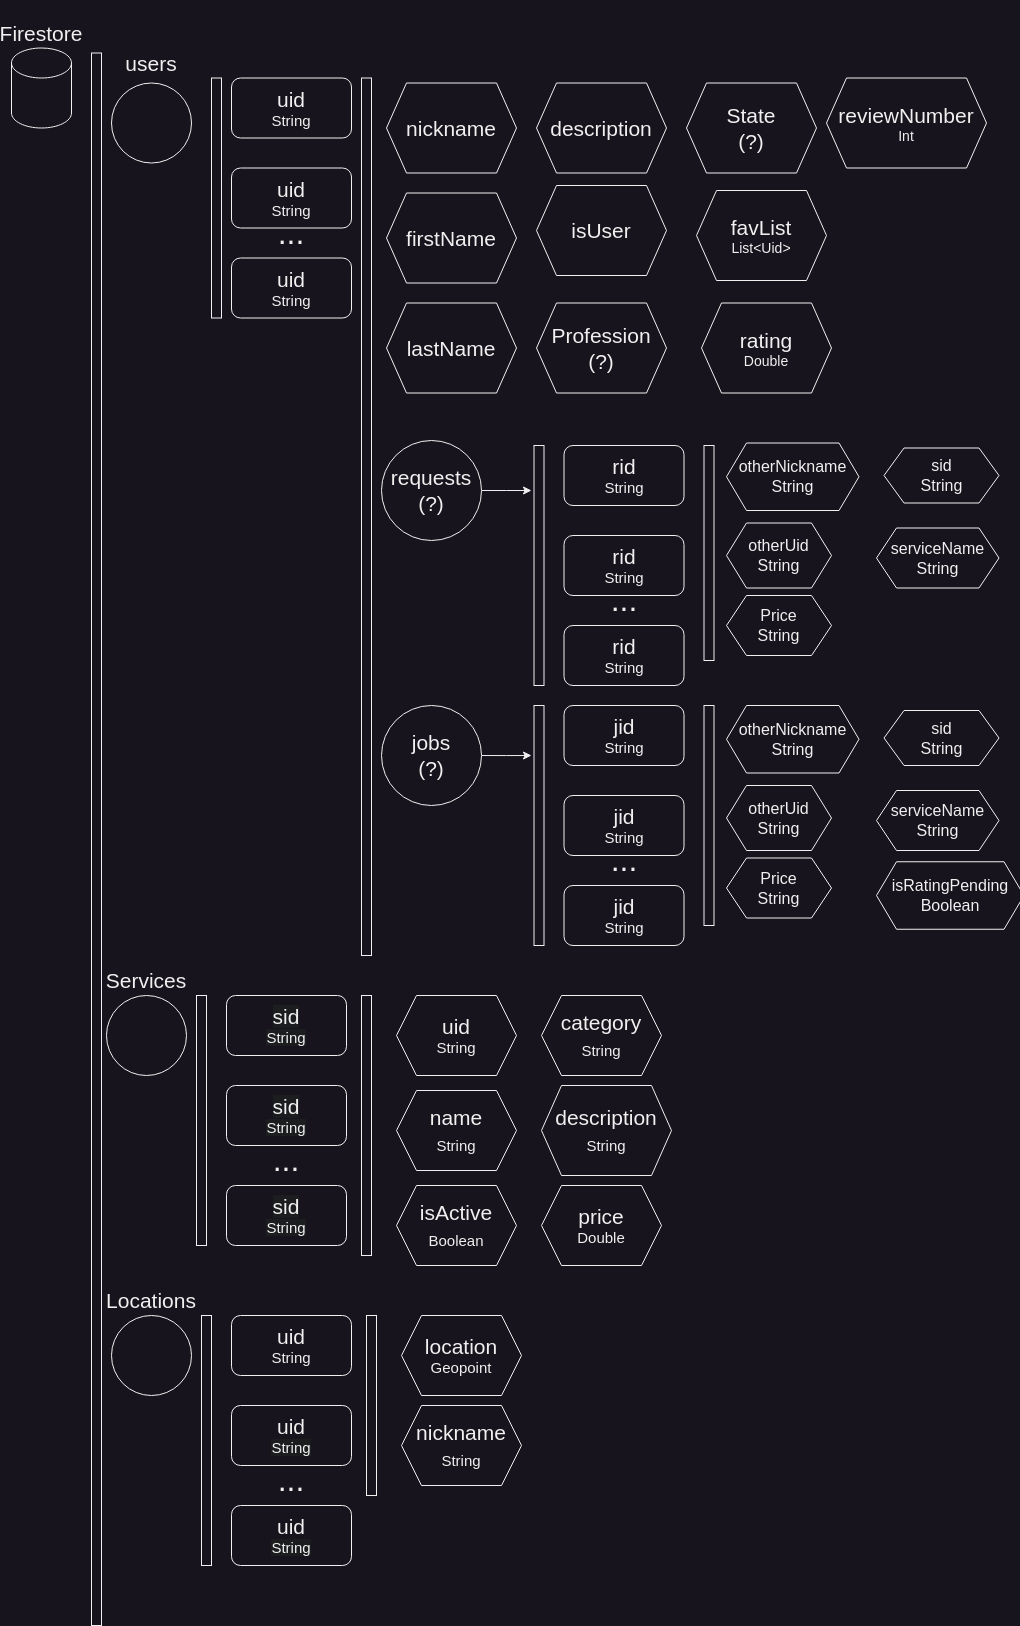 Firestore
users
uid
String
uid
String
...
uid
String
nickname
description
State
(?)
reviewNumber
Int
firstName
isUser
favList
List<Uid>
lastName
Profession
(?)
rating
Double
requests
(?)
rid
String
rid
String
...
rid
String
otherNickname
String
sid
String
otherUid
String
serviceName
String
Price
String
jobs
(?)
jid
String
jid
String
...
jid
String
otherNickname
String
sid
String
otherUid
String
serviceName
String
Price
String
isRatingPending
Boolean
Services
sid
String
sid
String
...
sid
String
uid
String
category
String
name
String
description
String
isActive
Boolean
price
Double
Locations
uid
String
uid
String
...
uid
String
location
Geopoint
nickname
String